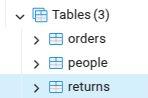 Tables (3)
orders
people
returns